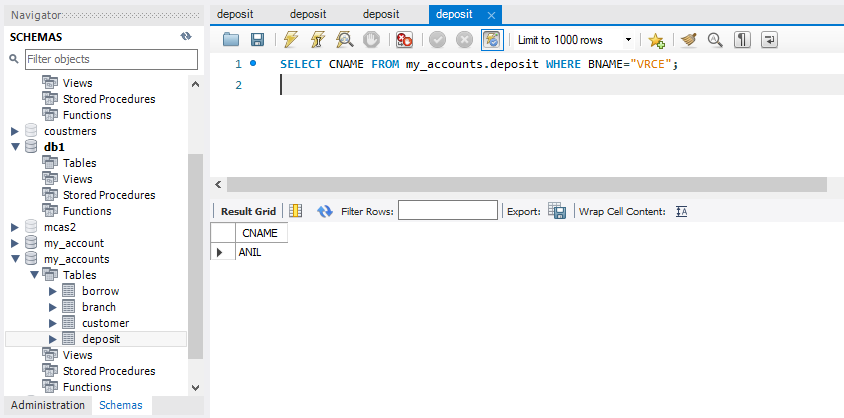 Navigator
SCHEMAS
Filter objects
Views
Stored Procedures
Functions
coustmers
db1
Tables
Views
Stored Procedures
Functions
mcas2
my_account
my_accounts
Tables
borrow
branch
customer
deposit
Views
Stored Procedures
Functions
Administration Schemas
deposit deposit deposit deposit
Limit to 1000 rows
1 SELECT CNAME FROM my_accounts.deposit WHERE BNAME="VRCE";
2
Result Grid Filter Rows: Export: Wrap Cell Content:
CNAME
ANIL